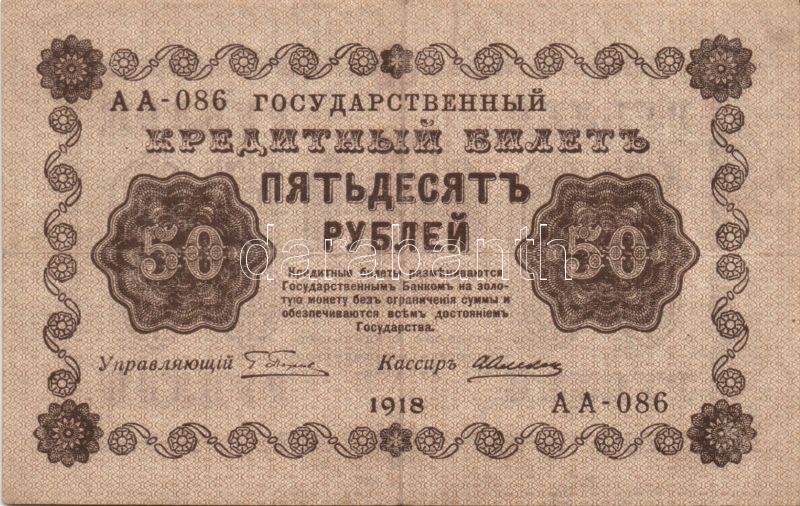 АА-086 ГОСУДАРСТВЕННЫЙ
КРЕДИТНЫЙ БИЛЕТЪ
ПЯТЬДЕСЯТЪ
РУБЛЕЙ
50
50
darabanth
Кредитные билеты размѣниваются
Государственнымъ Банкомъ на золо-
тую монету безъ ограниченія суммы и
обезпечиваются всѣмъ достояніемъ
Государства.
Управляющій Кассиръ
1918 АА-086